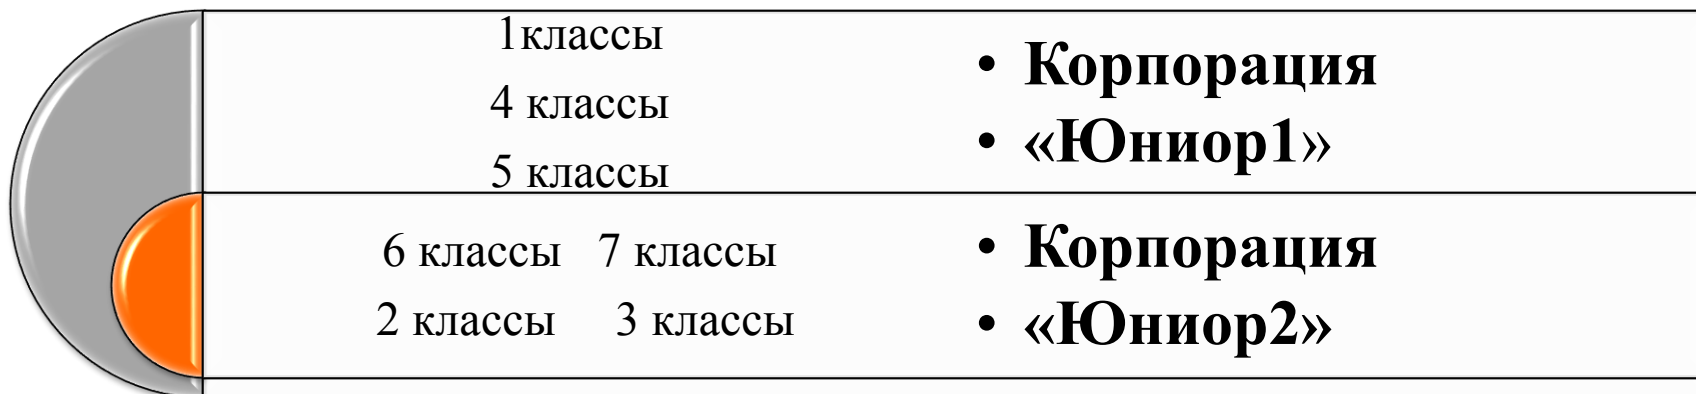 1классы
4 классы
5 классы
• Корпорация
• «Юниор1»
6 классы 7 классы
2 классы 3 классы
• Корпорация
• «Юниор2»